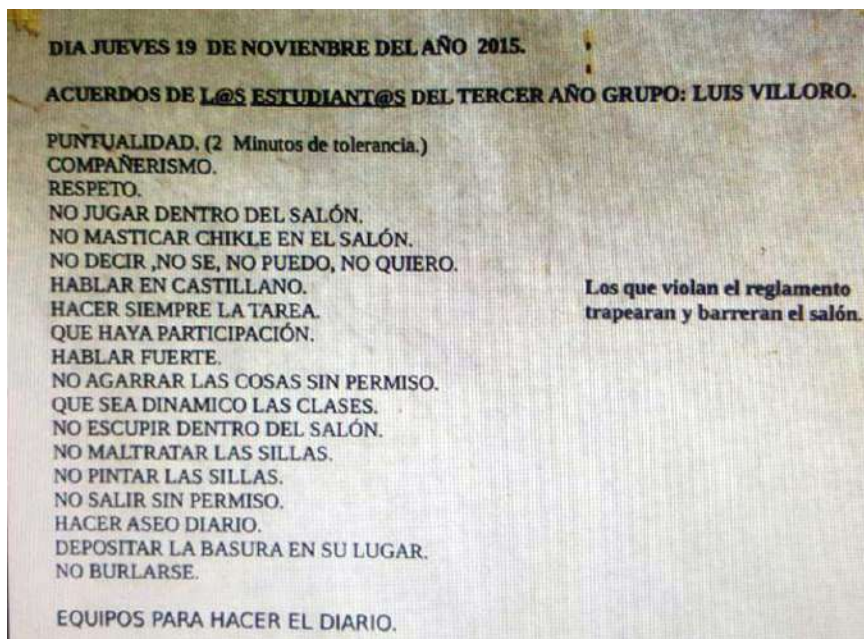 DIA JUEVES 19 DE NOVIENBRE DEL AÑO 2015.
ACUERDOS DE L@S ESTUDIANT@S DEL TERCER AÑO GRUPO: LUIS VILLORO.
PUNTUALIDAD. (2 Minutos de tolerancia.)
COMPAÑERISMO.
RESPETO.
NO JUGAR DENTRO DEL SALÓN.
NO MASTICAR CHIKLE EN EL SALÓN.
NO DECIR ,NO SE, NO PUEDO, NO QUIERO.
HABLAR EN CASTILLANO.
HACER SIEMPRE LA TAREA.
QUE HAYA PARTICIPACIÓN.
HABLAR FUERTE.
NO AGARRAR LAS COSAS SIN PERMISO.
QUE SEA DINAMICO LAS CLASES.
NO ESCUPIR DENTRO DEL SALÓN.
NO MALTRATAR LAS SILLAS.
NO PINTAR LAS SILLAS.
NO SALIR SIN PERMISO.
HACER ASEO DIARIO.
DEPOSITAR LA BASURA EN SU LUGAR.
NO BURLARSE.
Los que violan el reglamento
trapearan y barreran el salón.
EQUIPOS PARA HACER EL DIARIO.